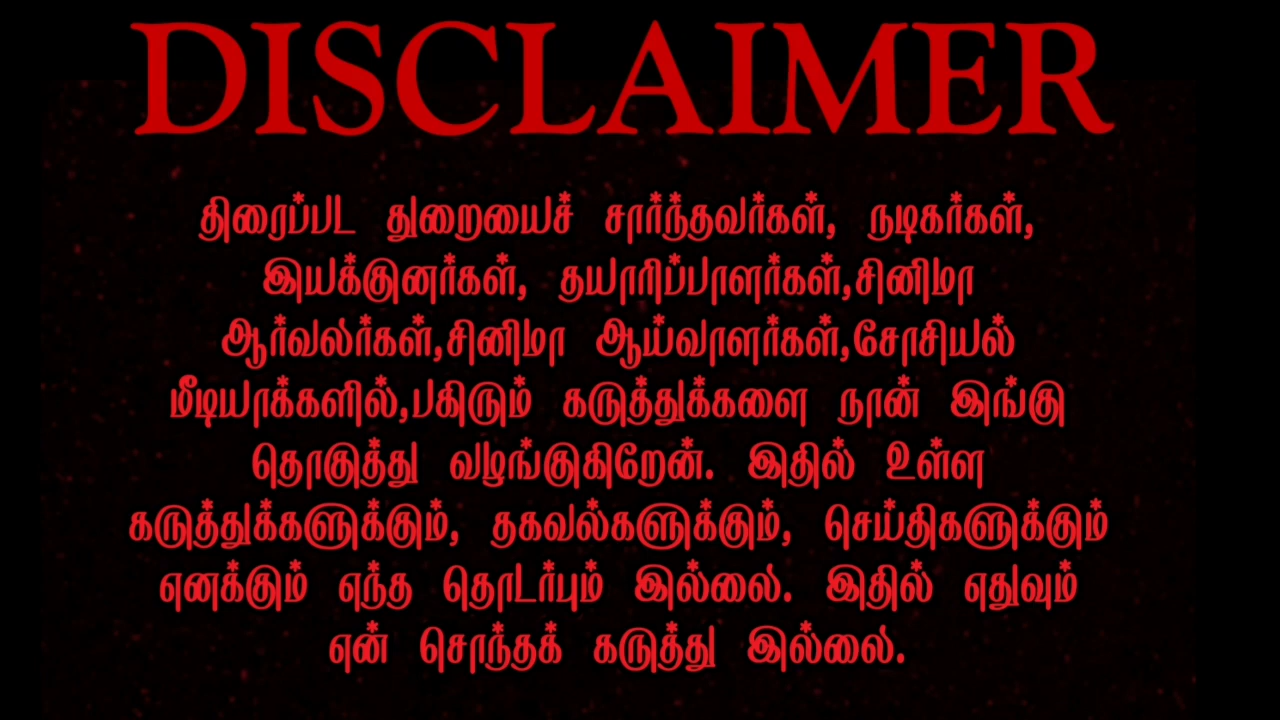 DISCLAIMER
திரைப்பட துறையைச் சார்ந்தவர்கள், நடிகர்கள்,
இயக்குனர்கள், தயாரிப்பாளர்கள்,சினிமா
ஆர்வலர்கள்,சினிமா ஆய்வாளர்கள்,சோசியல்
மீடியாக்களில்,பகிரும் கருத்துக்களை நான் இங்கு
தொகுத்து வழங்குகிறேன். இதில் உள்ள
கருத்துக்களுக்கும், தகவல்களுக்கும், செய்திகளுக்கும்
எனக்கும் எந்த தொடர்பும் இல்லை. இதில் எதுவும்
என் சொந்தக் கருத்து இல்லை.